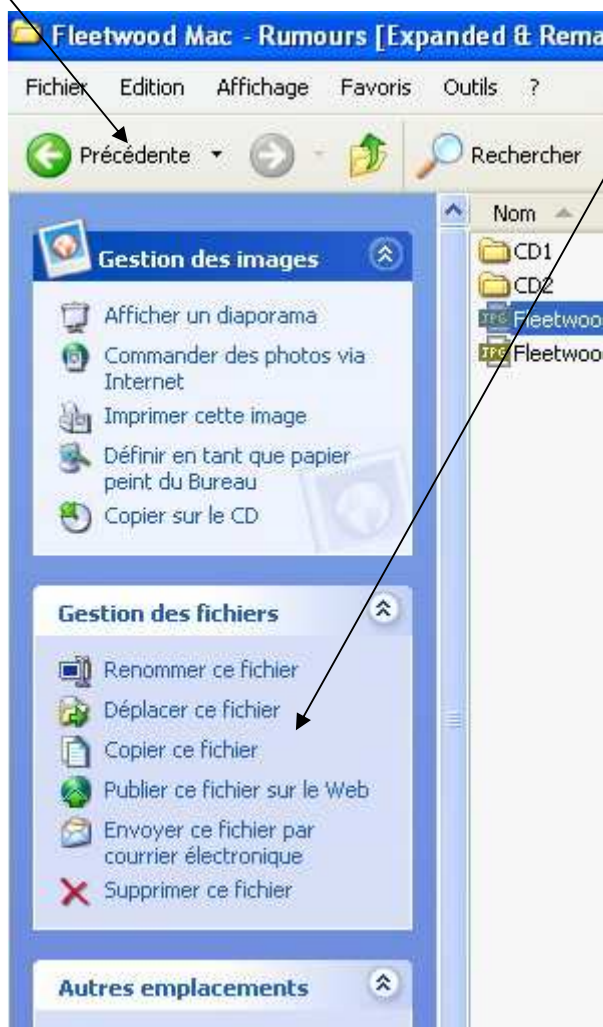 Fleetwood Mac - Rumours [Expanded & Rema
Fichier Edition Affichage Favoris Outils ?
Précédente Rechercher
Nom
CD1
CD2
Fleetwoo
Fleetwoo
Gestion des images
Afficher un diaporama
Commander des photos via
Internet
Imprimer cette image
Définir en tant que papier
peint du Bureau
Copier sur le CD
Gestion des fichiers
Renommer ce fichier
Déplacer ce fichier
Copier ce fichier
Publier ce fichier sur le Web
Envoyer ce fichier par
courrier électronique
Supprimer ce fichier
Autres emplacements